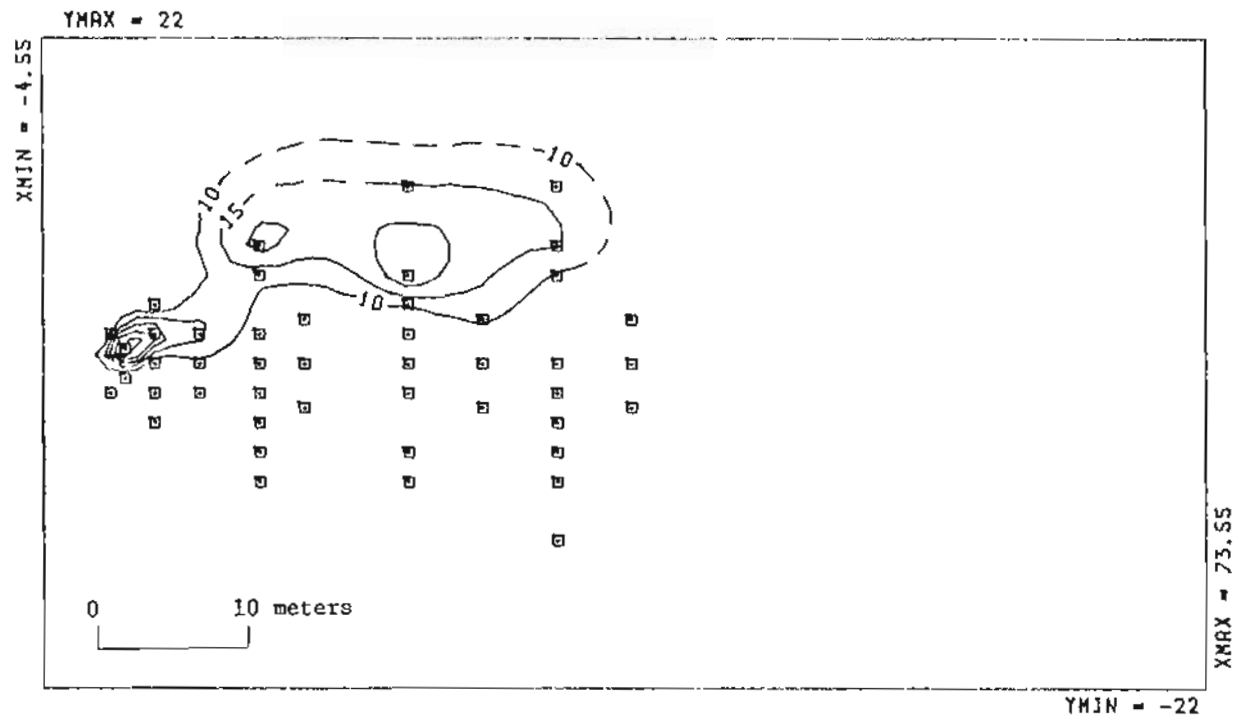 YMAX = 22
XMIN = -4.55
10
10
15
10
0 10 meters
XMAX = 73.55
YMIN = -22